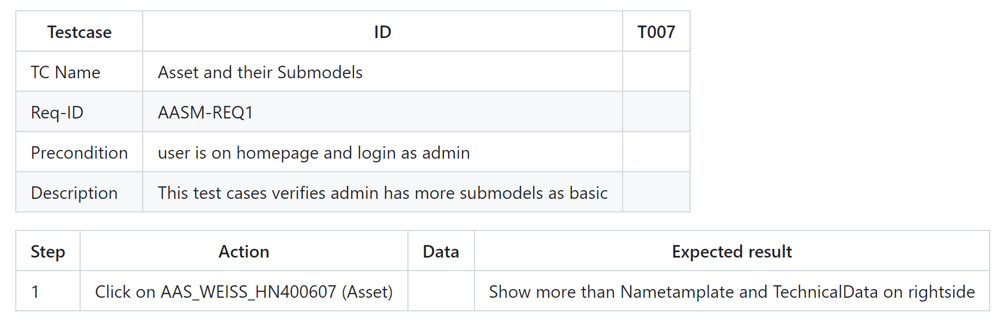 Testcase ID T007
TC Name Asset and their Submodels
Req-ID AASM-REQ1
Precondition user is on homepage and login as admin
Description This test cases verifies admin has more submodels as basic
Step Action Data Expected result
1 Click on AAS_WEISS_HN400607 (Asset) Show more than Nametamplate and TechnicalData on rightside